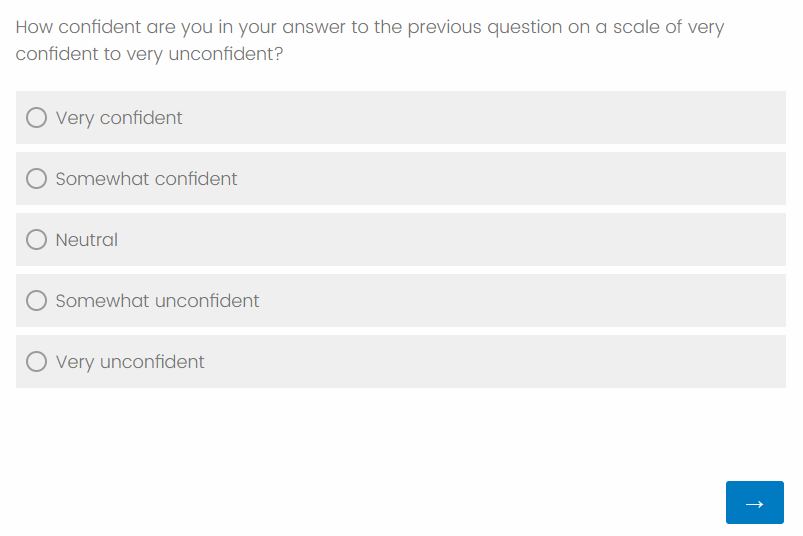 How confident are you in your answer to the previous question on a scale of very
confident to very unconfident?
Very confident
Somewhat confident
Neutral
Somewhat unconfident
Very unconfident
→